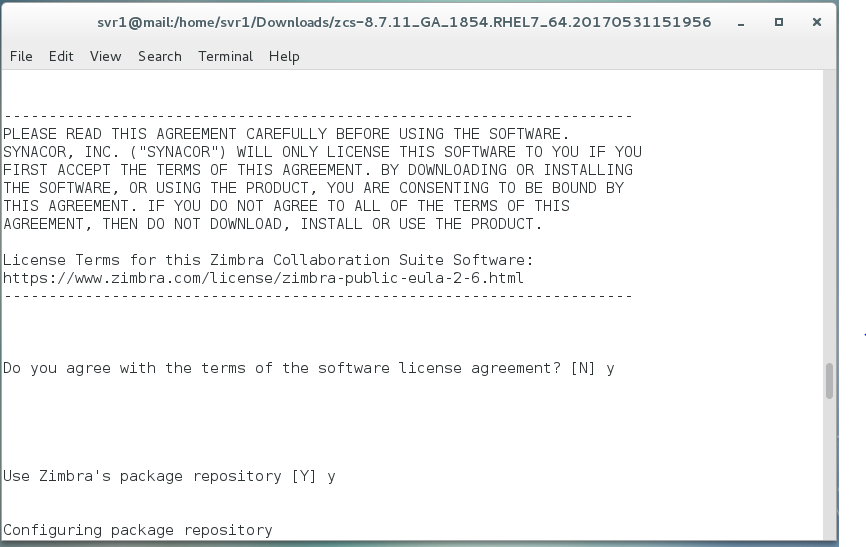 svr1@mail:/home/svr1/Downloads/zcs-8.7.11_GA_1854.RHEL7_64.20170531151956
File Edit View Search Terminal Help
----------------------------------------------------------------------
PLEASE READ THIS AGREEMENT CAREFULLY BEFORE USING THE SOFTWARE.
SYNACOR, INC. ("SYNACOR") WILL ONLY LICENSE THIS SOFTWARE TO YOU IF YOU
FIRST ACCEPT THE TERMS OF THIS AGREEMENT. BY DOWNLOADING OR INSTALLING
THE SOFTWARE, OR USING THE PRODUCT, YOU ARE CONSENTING TO BE BOUND BY
THIS AGREEMENT. IF YOU DO NOT AGREE TO ALL OF THE TERMS OF THIS
AGREEMENT, THEN DO NOT DOWNLOAD, INSTALL OR USE THE PRODUCT.
License Terms for this Zimbra Collaboration Suite Software:
https://www.zimbra.com/license/zimbra-public-eula-2-6.html
----------------------------------------------------------------------
Do you agree with the terms of the software license agreement? [N] y
Use Zimbra's package repository [Y] y
Configuring package repository